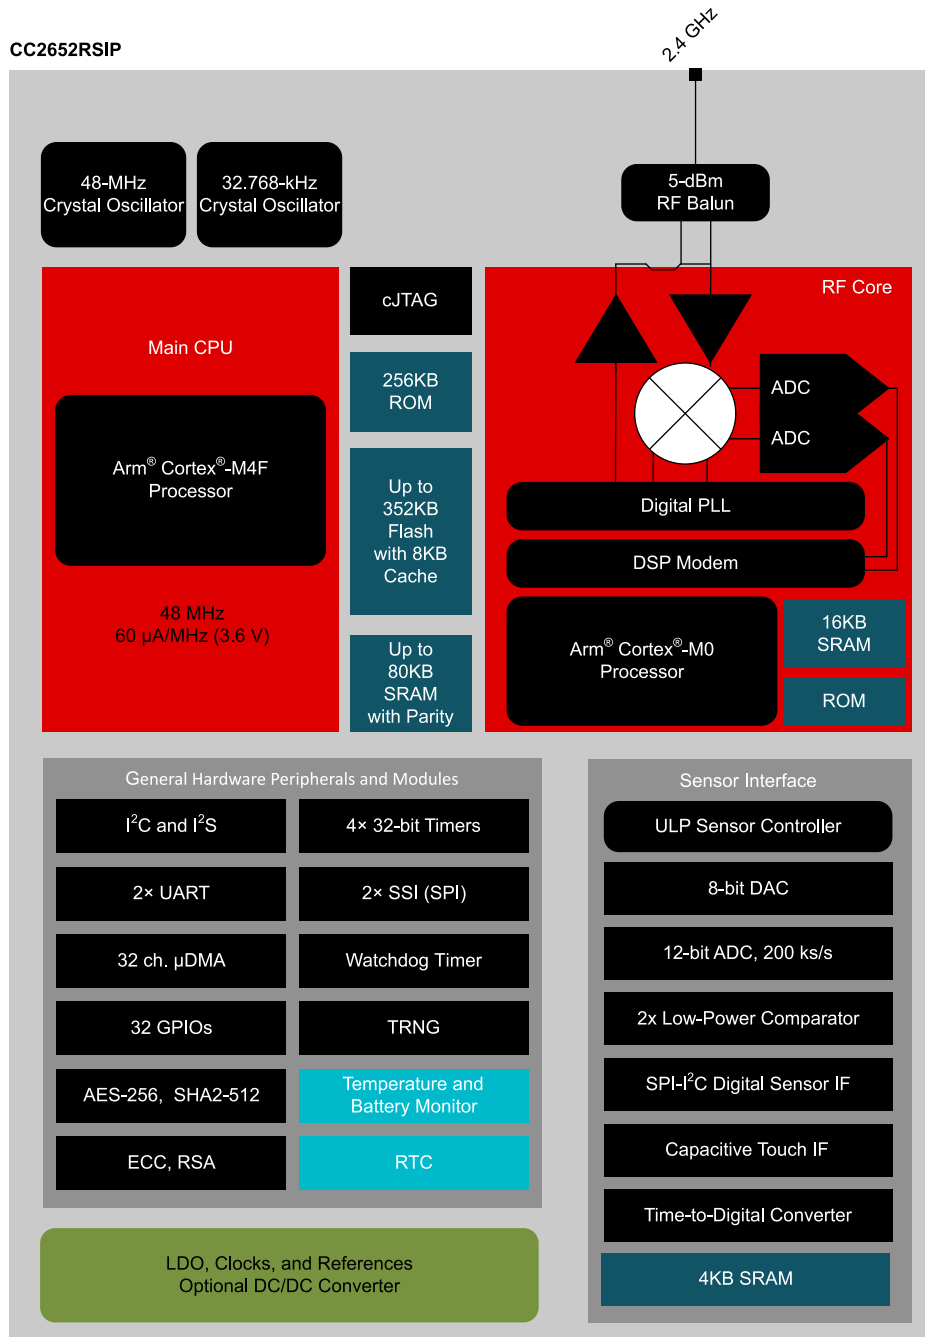 CC2652RSIP
2.4 GHz
48-MHz
Crystal Oscillator
32.768-kHz
Crystal Oscillator
5-dBm
RF Balun
Main CPU
Arm® Cortex®-M4F
Processor
48 MHz
60 µA/MHz (3.6 V)
cJTAG
256KB
ROM
Up to
352KB
Flash
with 8KB
Cache
Up to
80KB
SRAM
with Parity
RF Core
ADC
ADC
Digital PLL
DSP Modem
Arm® Cortex®-M0
Processor
16KB
SRAM
ROM
General Hardware Peripherals and Modules
I²C and I²S
4× 32-bit Timers
2× UART
2× SSI (SPI)
32 ch. µDMA
Watchdog Timer
32 GPIOs
TRNG
AES-256, SHA2-512
Temperature and
Battery Monitor
ECC, RSA
RTC
LDO, Clocks, and References
Optional DC/DC Converter
Sensor Interface
ULP Sensor Controller
8-bit DAC
12-bit ADC, 200 ks/s
2x Low-Power Comparator
SPI-I²C Digital Sensor IF
Capacitive Touch IF
Time-to-Digital Converter
4KB SRAM